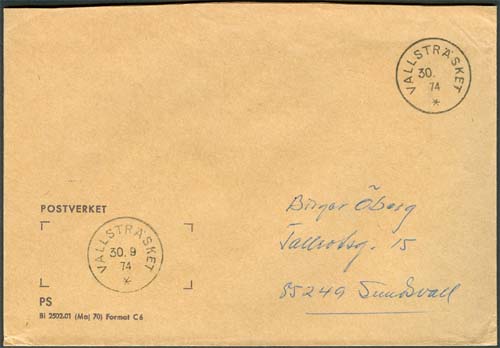 VALLSTRÄSKET
30.
74
*
POSTVERKET
VALLSTRÄSKET
30.9
74
*
PS
Bl 2502.01 (Maj 70) Format C6
Birger Öberg
Tallrotsg. 15
85249 Sundsvall